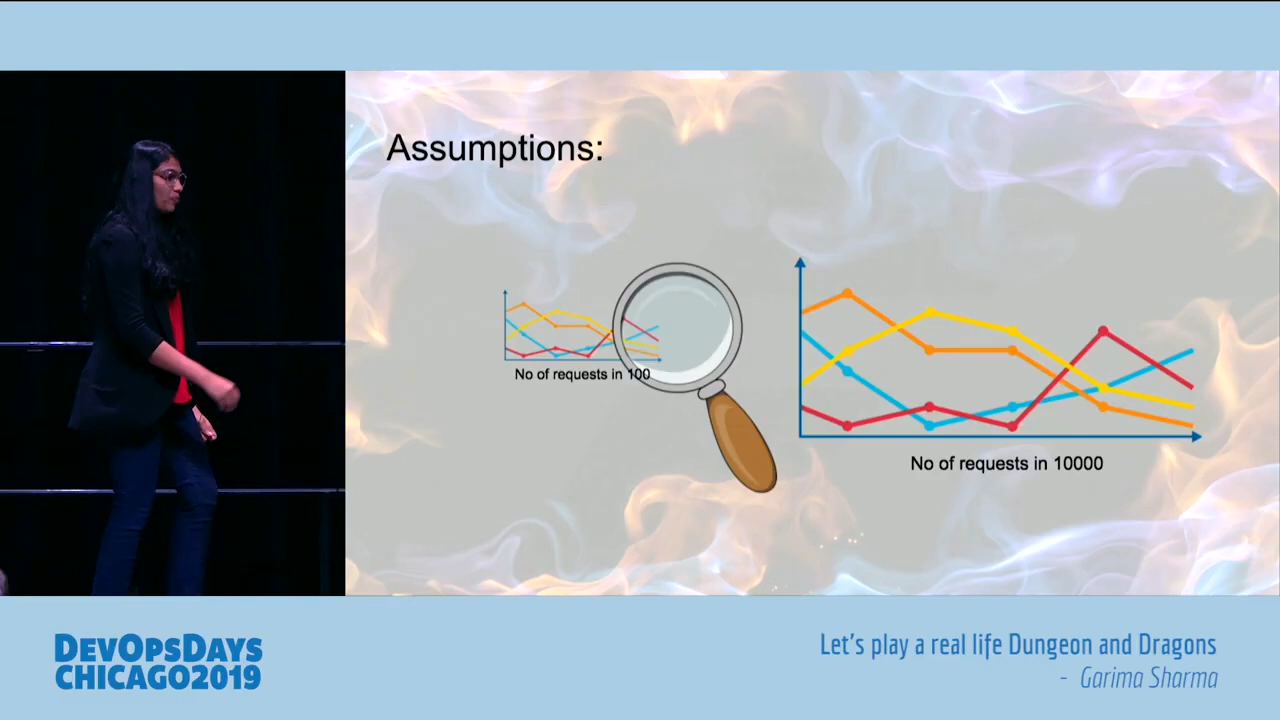 Assumptions:
No of requests in 100
No of requests in 10000
DEVOPSDAYS
CHICAGO2019
Let's play a real life Dungeon and Dragons
- Garima Sharma